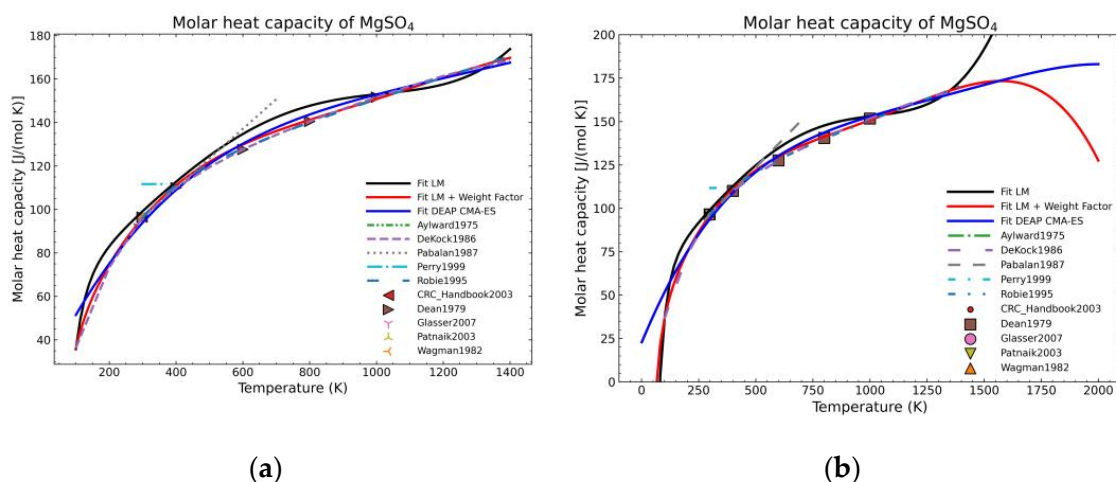 Molar heat capacity of MgSO₄
Molar heat capacity [J/(mol K)]
180
160
140
120
100
80
60
40
200
400
600
800
1000
1200
1400
Temperature (K)
Fit LM
Fit LM + Weight Factor
Fit DEAP CMA-ES
Aylward1975
DeKock1986
Pabalan1987
Perry1999
Robie1995
CRC_Handbook2003
Dean1979
Glasser2007
Patnaik2003
Wagman1982
(a)
Molar heat capacity of MgSO₄
Molar heat capacity [J/(mol K)]
200
175
150
125
100
75
50
25
0
0
250
500
750
1000
1250
1500
1750
2000
Temperature (K)
Fit LM
Fit LM + Weight Factor
Fit DEAP CMA-ES
Aylward1975
DeKock1986
Pabalan1987
Perry1999
Robie1995
CRC_Handbook2003
Dean1979
Glasser2007
Patnaik2003
Wagman1982
(b)